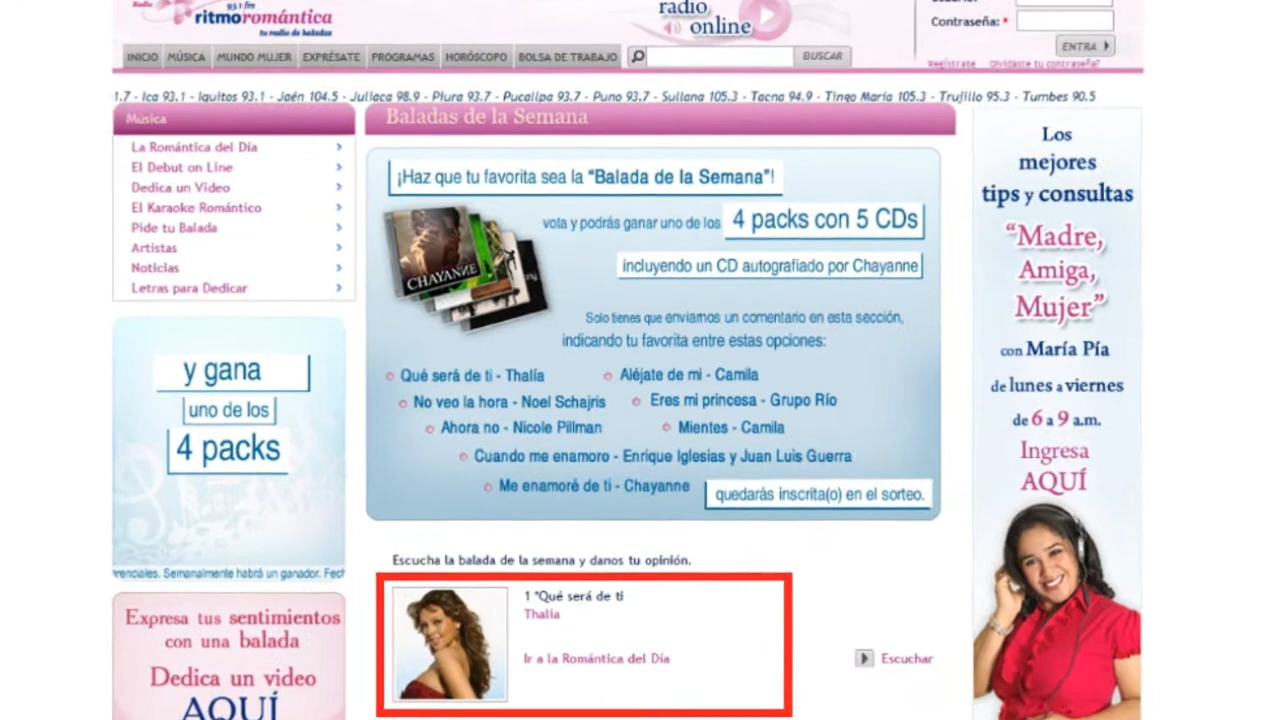 Radio
93.1 fm
ritmoromántica
tu radio de baladas
radio
online
Contraseña: *
ENTRA
Regístrate Olvidaste tu contraseña?
INICIO MÚSICA MUNDO MUJER EXPRÉSATE PROGRAMAS HORÓSCOPO BOLSA DE TRABAJO BUSCAR
1.7 - Ica 93.1 - Iquitos 93.1 - Jaén 104.5 - Juliaca 98.9 - Piura 93.7 - Pucallpa 93.7 - Puno 93.7 - Sullana 105.3 - Tacna 94.9 - Tingo María 105.3 - Trujillo 95.3 - Tumbes 90.5
Música
La Romántica del Día
El Debut on Line
Dedica un Video
El Karaoke Romántico
Pide tu Balada
Artistas
Noticias
Letras para Dedicar
y gana
uno de los
4 packs
Semanalmente habrá un ganador.
Expresa tus sentimientos
con una balada
Dedica un video
AQUÍ
Baladas de la Semana
¡Haz que tu favorita sea la "Balada de la Semana"!
vota y podrás ganar uno de los 4 packs con 5 CDs
incluyendo un CD autografiado por Chayanne
CHAYANNE
Solo tienes que enviarnos un comentario en esta sección,
indicando tu favorita entre estas opciones:
Qué será de ti - Thalía
Aléjate de mi - Camila
No veo la hora - Noel Schajris
Eres mi princesa - Grupo Río
Ahora no - Nicole Pillman
Mientes - Camila
Cuando me enamoro - Enrique Iglesias y Juan Luis Guerra
Me enamoré de ti - Chayanne
quedarás inscrita(o) en el sorteo.
Escucha la balada de la semana y danos tu opinión.
1 "Qué será de ti
Thalía
Ir a la Romántica del Día
Escuchar
Los
mejores
tips y consultas
"Madre,
Amiga,
Mujer"
con María Pía
de lunes a viernes
de 6 a 9 a.m.
Ingresa
AQUÍ